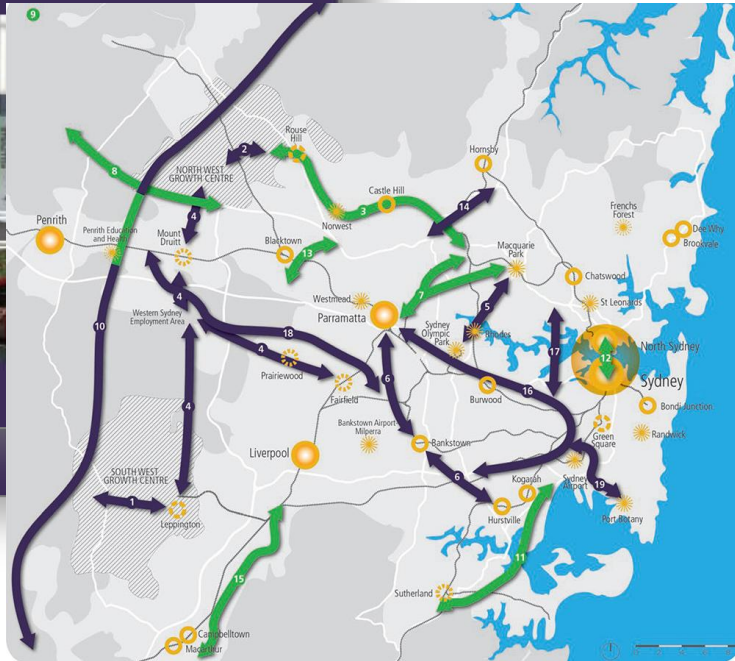 9
Rouse
Hill
2
Hornsby
NORTH WEST
GROWTH CENTRE
8
Castle Hill
14
3
Norwest
4
Frenchs
Forest
Penrith
Penrith Education
and Health
Mount
Druitt
Blacktown
13
Macquarie
Park
Dee Why
Brookvale
Chatswood
4
Westmead
7
5
St Leonards
Western Sydney
Employment Area
Parramatta
10
18
Sydney
Olympic
Park
Rhodes
17
North Sydney
12
4
Prairiewood
Sydney
6
16
Fairfield
Burwood
4
Bondi Junction
Bankstown Airport-
Milperra
Bankstown
Green
Square
Randwick
Liverpool
SOUTH WEST
GROWTH CENTRE
6
Kogarah
Sydney
Airport
19
1
Leppington
Hurstville
Port Botany
11
15
Sutherland
Campbelltown
Macarthur